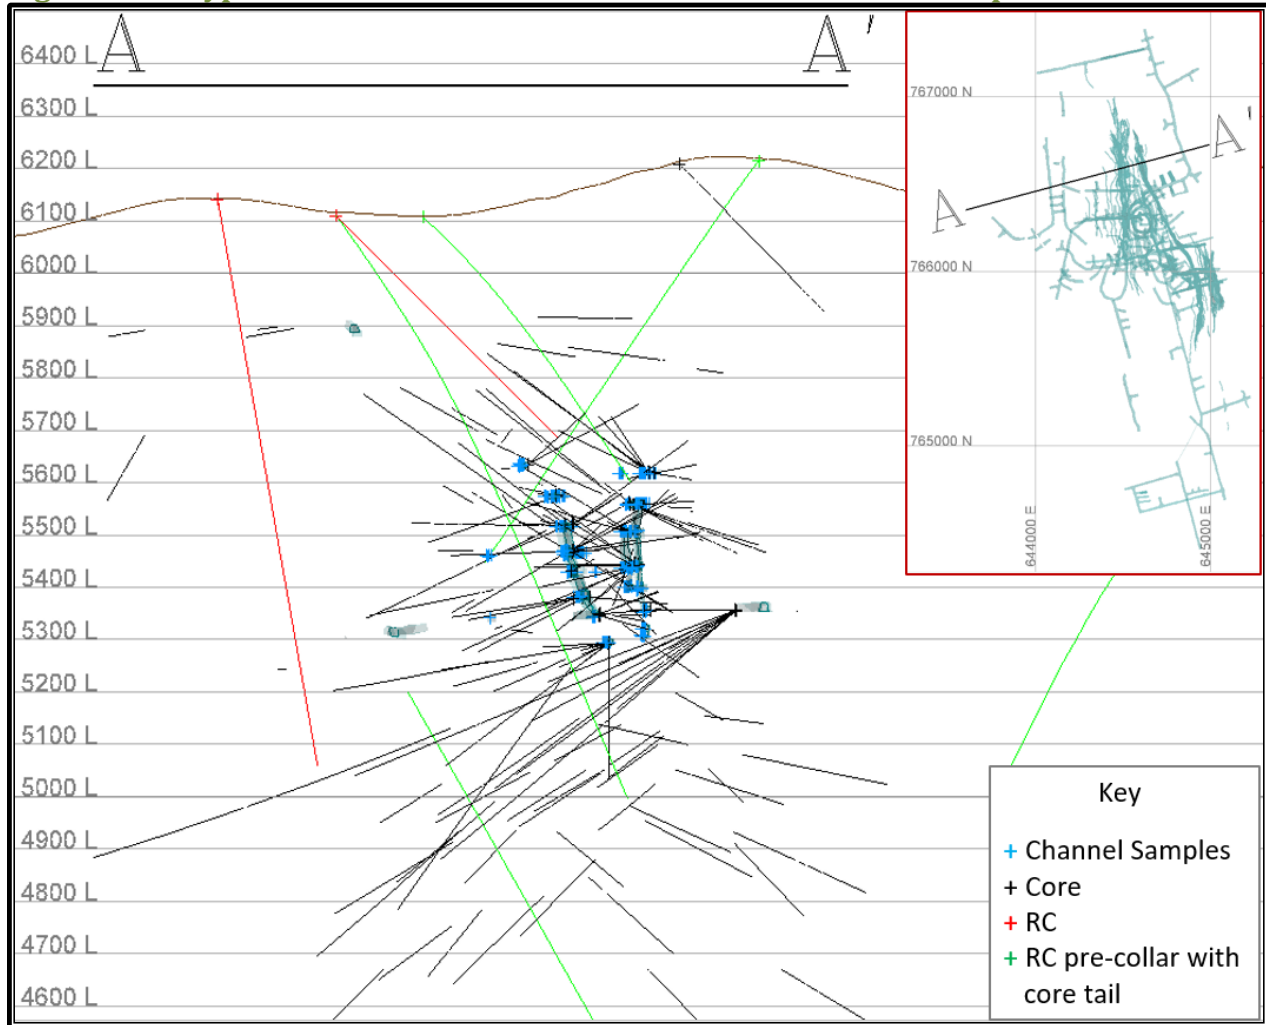 A A'
6400 L
6300 L
6200 L
6100 L
6000 L
5900 L
5800 L
5700 L
5600 L
5500 L
5400 L
5300 L
5200 L
5100 L
5000 L
4900 L
4800 L
4700 L
4600 L
767000 N
A'
A
766000 N
765000 N
644000 E
645000 E
Key
+ Channel Samples
+ Core
+ RC
+ RC pre-collar with
core tail